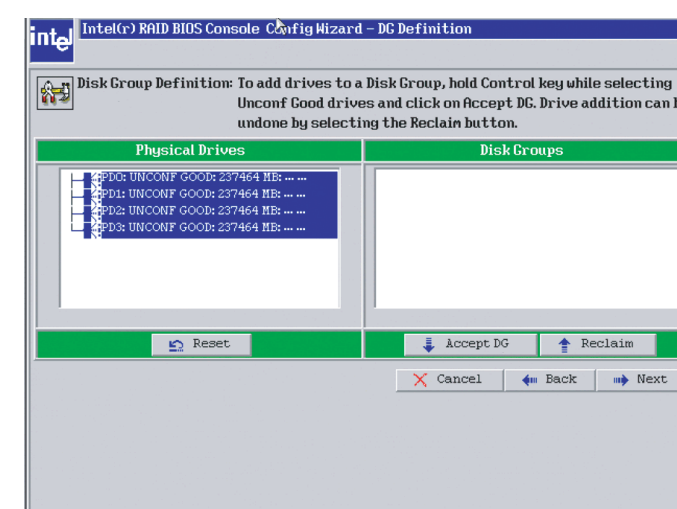 intel
Intel(r) RAID BIOS Console Config Wizard – DG Definition
Disk Group Definition: To add drives to a Disk Group, hold Control key while selecting
Unconf Good drives and click on Accept DG. Drive addition can
undone by selecting the Reclaim button.
Physical Drives
Disk Groups
PD0: UNCONF GOOD: 237464 MB: --- ---
PD1: UNCONF GOOD: 237464 MB: --- ---
PD2: UNCONF GOOD: 237464 MB: --- ---
PD3: UNCONF GOOD: 237464 MB: --- ---
Reset
Accept DG
Reclaim
Cancel
Back
Next